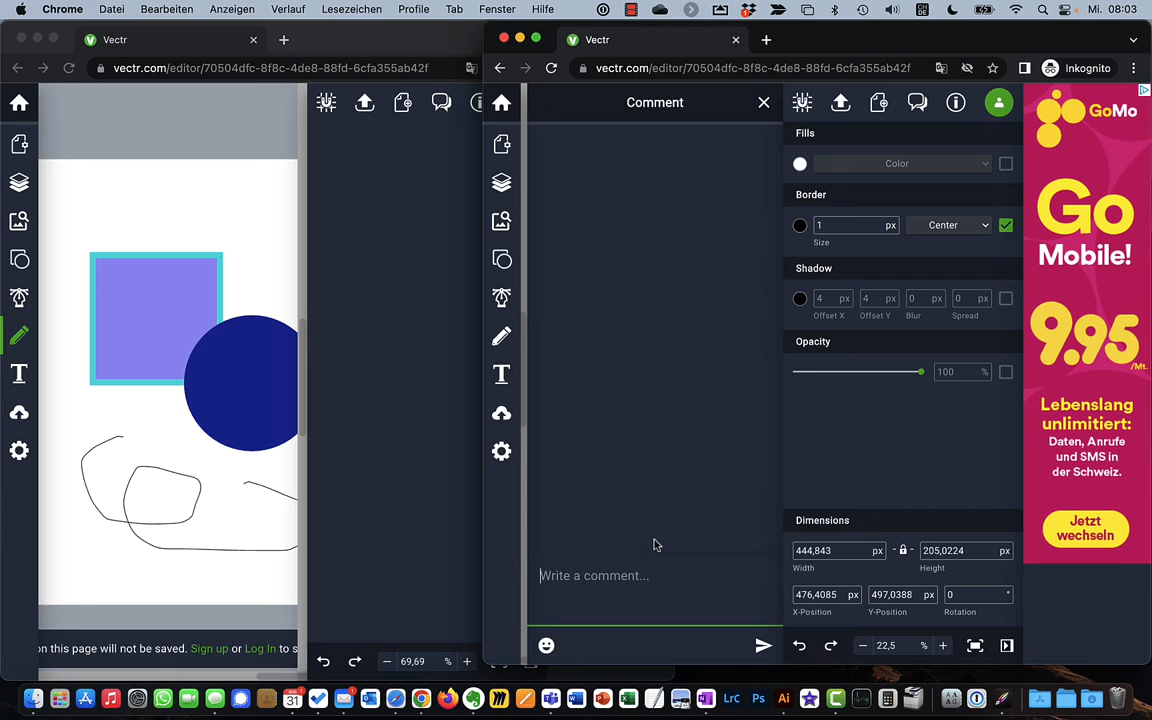 Chrome Datei Bearbeiten Anzeigen Verlauf Lesezeichen Profile Tab Fenster Hilfe Mi. 08:03
Vectr
Vectr
vectr.com/editor/70504dfc-8f8c-4de8-88fd-6cfa355ab42f
vectr.com/editor/70504dfc-8f8c-4de8-88fd-6cfa355ab42f
Inkognito
Comment
Fills
Color
Border
1 px
Center
Size
Shadow
4 px 4 px 0 px 0 px
Offset X Offset Y Blur Spread
Opacity
100 %
Dimensions
444,843 px 205,0224 px
Width Height
476,4085 px 497,0388 px 0 °
X-Position Y-Position Rotation
22,5 %
Write a comment...
on this page will not be saved. Sign up or Log In to s
69,69 %
GoMo
Go
Mobile!
9.95
/Mt.
Lebenslang
unlimitiert:
Daten, Anrufe
und SMS in
der Schweiz.
Jetzt
wechseln
31
LrC Ps Ai